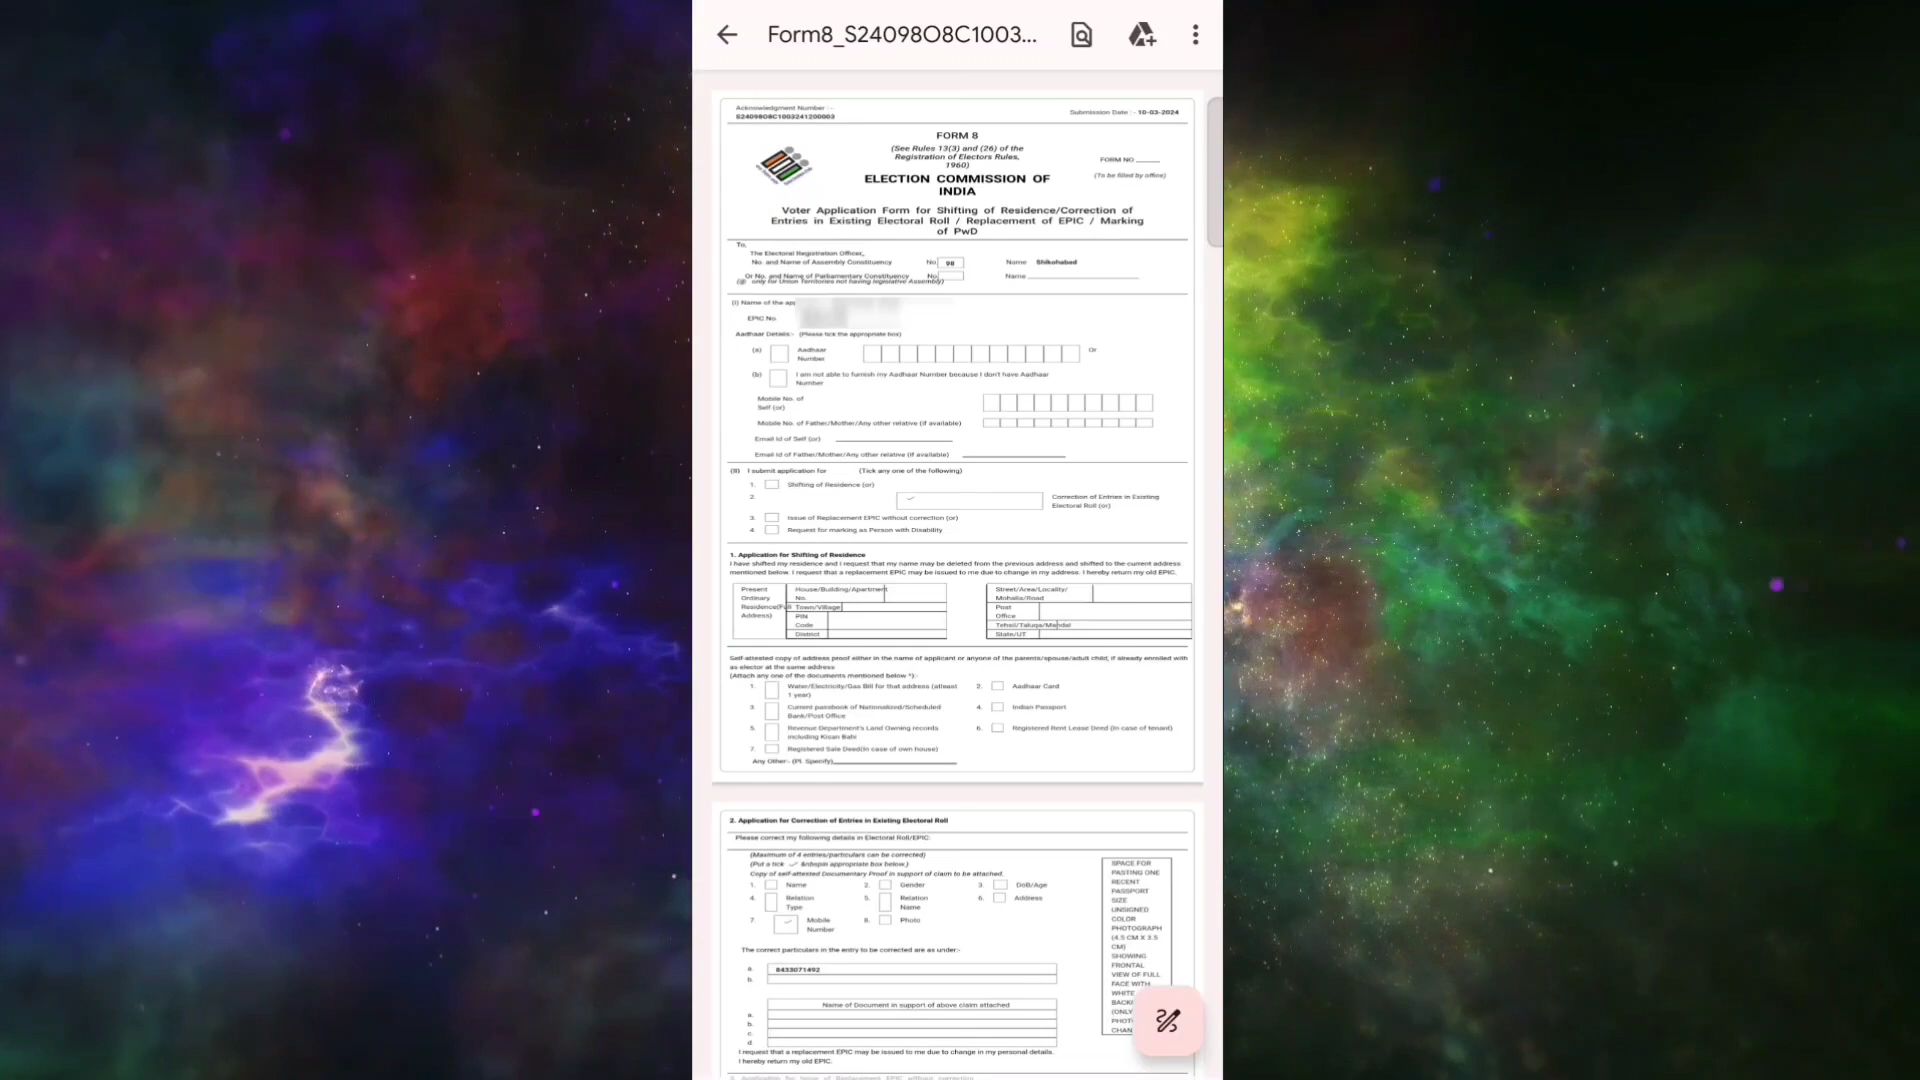 Form8_S24098O8C1003...
Acknowledgment Number : -
S24098O8C1003241200003
Submission Date : - 10-03-2024
FORM 8
(See Rules 13(3) and (26) of the
Registration of Electors Rules,
1960)
FORM NO ______
(To be filled by office)
ELECTION COMMISSION OF
INDIA
Voter Application Form for Shifting of Residence/Correction of
Entries in Existing Electoral Roll / Replacement of EPIC / Marking
of PwD
To,
The Electoral Registration Officer,
No. and Name of Assembly Constituency No. 98 Name Shikohabad
Or No. and Name of Parliamentary Constituency No. Name
(@ only for Union Territories not having legislative Assembly)
(I) Name of the
EPIC No.
Aadhaar Details:- (Please tick the appropriate box)
(a) Aadhaar Or
Number
(b) I am not able to furnish my Aadhaar Number because I don't have Aadhaar
Number
Mobile No. of
Self (or)
Mobile No. of Father/Mother/Any other relative (if available)
Email Id of Self (or)
Email Id of Father/Mother/Any other relative (if available)
(II) I submit application for (Tick any one of the following)
1. Shifting of Residence (or)
2. Correction of Entries in Existing
Electoral Roll (or)
3. Issue of Replacement EPIC without correction (or)
4. Request for marking as Person with Disability
1. Application for Shifting of Residence
I have shifted my residence and I request that my name may be deleted from the previous address and shifted to the current address
mentioned below. I request that a replacement EPIC may be issued to me due to change in my address. I hereby return my old EPIC.
Present House/Building/Apartment Street/Area/Locality/
Ordinary No. Mohalla/Road
Residence(Full Town/Village Post
Address) PIN Office
Code Tehsil/Taluqa/Mandal
District State/UT
Self-attested copy of address proof either in the name of applicant or anyone of the parents/spouse/adult child, if already enrolled with
as elector at the same address
(Attach any one of the documents mentioned below *):-
1. Water/Electricity/Gas Bill for that address (atleast 2. Aadhaar Card
1 year)
3. Current passbook of Nationalized/Scheduled 4. Indian Passport
Bank/Post Office
5. Revenue Department's Land Owning records 6. Registered Rent Lease Deed (In case of tenant)
including Kisan Bahi
7. Registered Sale Deed(In case of own house)
Any Other:- (Pl. Specify)
2. Application for Correction of Entries in Existing Electoral Roll
Please correct my following details in Electoral Roll/EPIC:
(Maximum of 4 entries/particulars can be corrected)
(Put a tick ✓ &nbspin appropriate box below.)
Copy of self-attested Documentary Proof in support of claim to be attached.
1. Name 2. Gender 3. DoB/Age
4. Relation 5. Relation 6. Address
Type Name
7. ✓ Mobile 8. Photo
Number
SPACE FOR
PASTING ONE
RECENT
PASSPORT
SIZE
UNSIGNED
COLOR
PHOTOGRAPH
(4.5 CM X 3.5
CM)
SHOWING
FRONTAL
VIEW OF FULL
FACE WITH
WHITE
(ONLY
The correct particulars in the entry to be corrected are as under:-
a. 8433071492
b.
Name of Document in support of above claim attached
a.
b.
c.
d.
I request that a replacement EPIC may be issued to me due to change in my personal details.
I hereby return my old EPIC.
3. Application for Issue of Replacement EPIC without correction